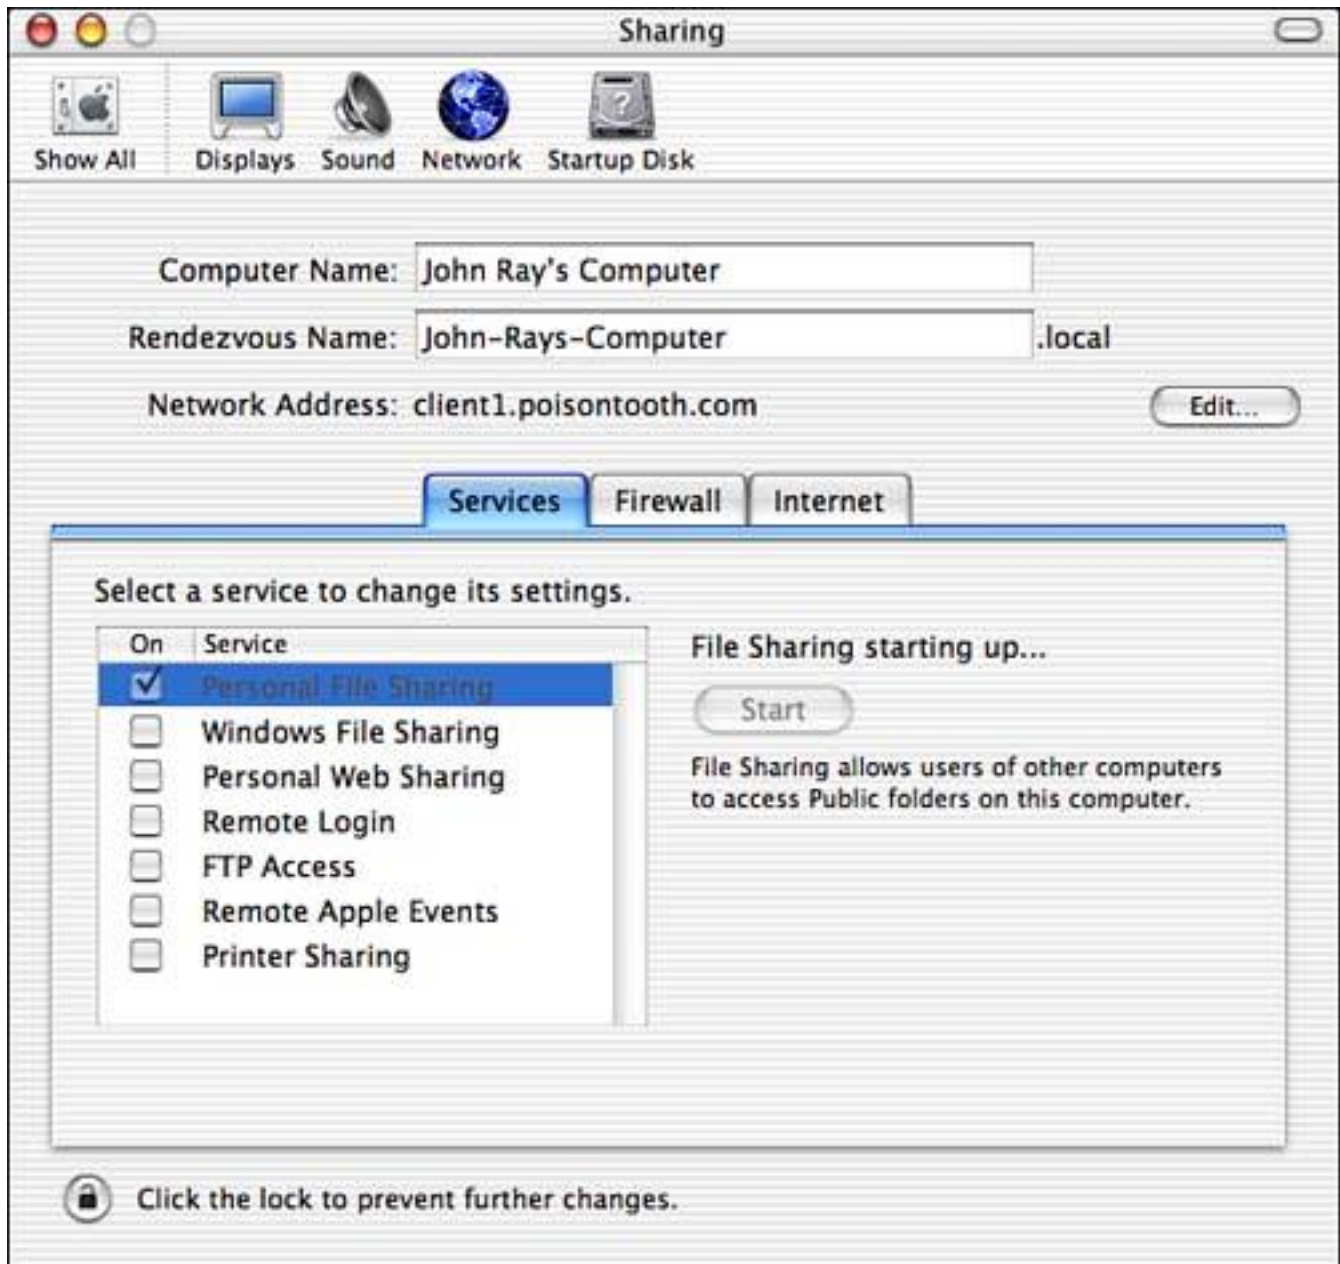 Sharing
Show All
Displays
Sound
Network
Startup Disk
Computer Name: John Ray's Computer
Rendezvous Name: John-Rays-Computer .local
Network Address: client1.poisontooth.com
Edit...
Services
Firewall
Internet
Select a service to change its settings.
On Service
Personal File Sharing
Windows File Sharing
Personal Web Sharing
Remote Login
FTP Access
Remote Apple Events
Printer Sharing
File Sharing starting up...
Start
File Sharing allows users of other computers
to access Public folders on this computer.
Click the lock to prevent further changes.